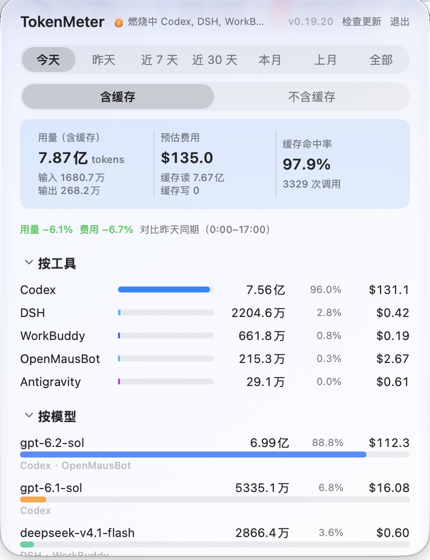 TokenMeter 🔥 燃烧中 Codex, DSH, WorkB... v0.19.20 检查更新 退出
今天 昨天 近 7 天 近 30 天 本月 上月 全部
含缓存 不含缓存
用量（含缓存） 预估费用 缓存命中率
7.87亿 tokens $135.0 97.9%
输入 1680.7万 缓存读 7.67亿 3329 次调用
输出 268.2万 缓存写 0
用量 −6.1% 费用 −6.7% 对比昨天同期（0:00–17:00）
按工具
Codex 7.56亿 96.0% $131.1
DSH 2204.6万 2.8% $0.42
WorkBuddy 661.8万 0.8% $0.19
OpenMausBot 215.3万 0.3% $2.67
Antigravity 29.1万 0.0% $0.61
按模型
gpt-6.2-sol 6.99亿 88.8% $112.3
Codex · OpenMausBot
gpt-6.1-sol 5335.1万 6.8% $16.08
Codex
deepseek-v4.1-flash 2866.4万 3.6% $0.60
DSH · WorkBuddy